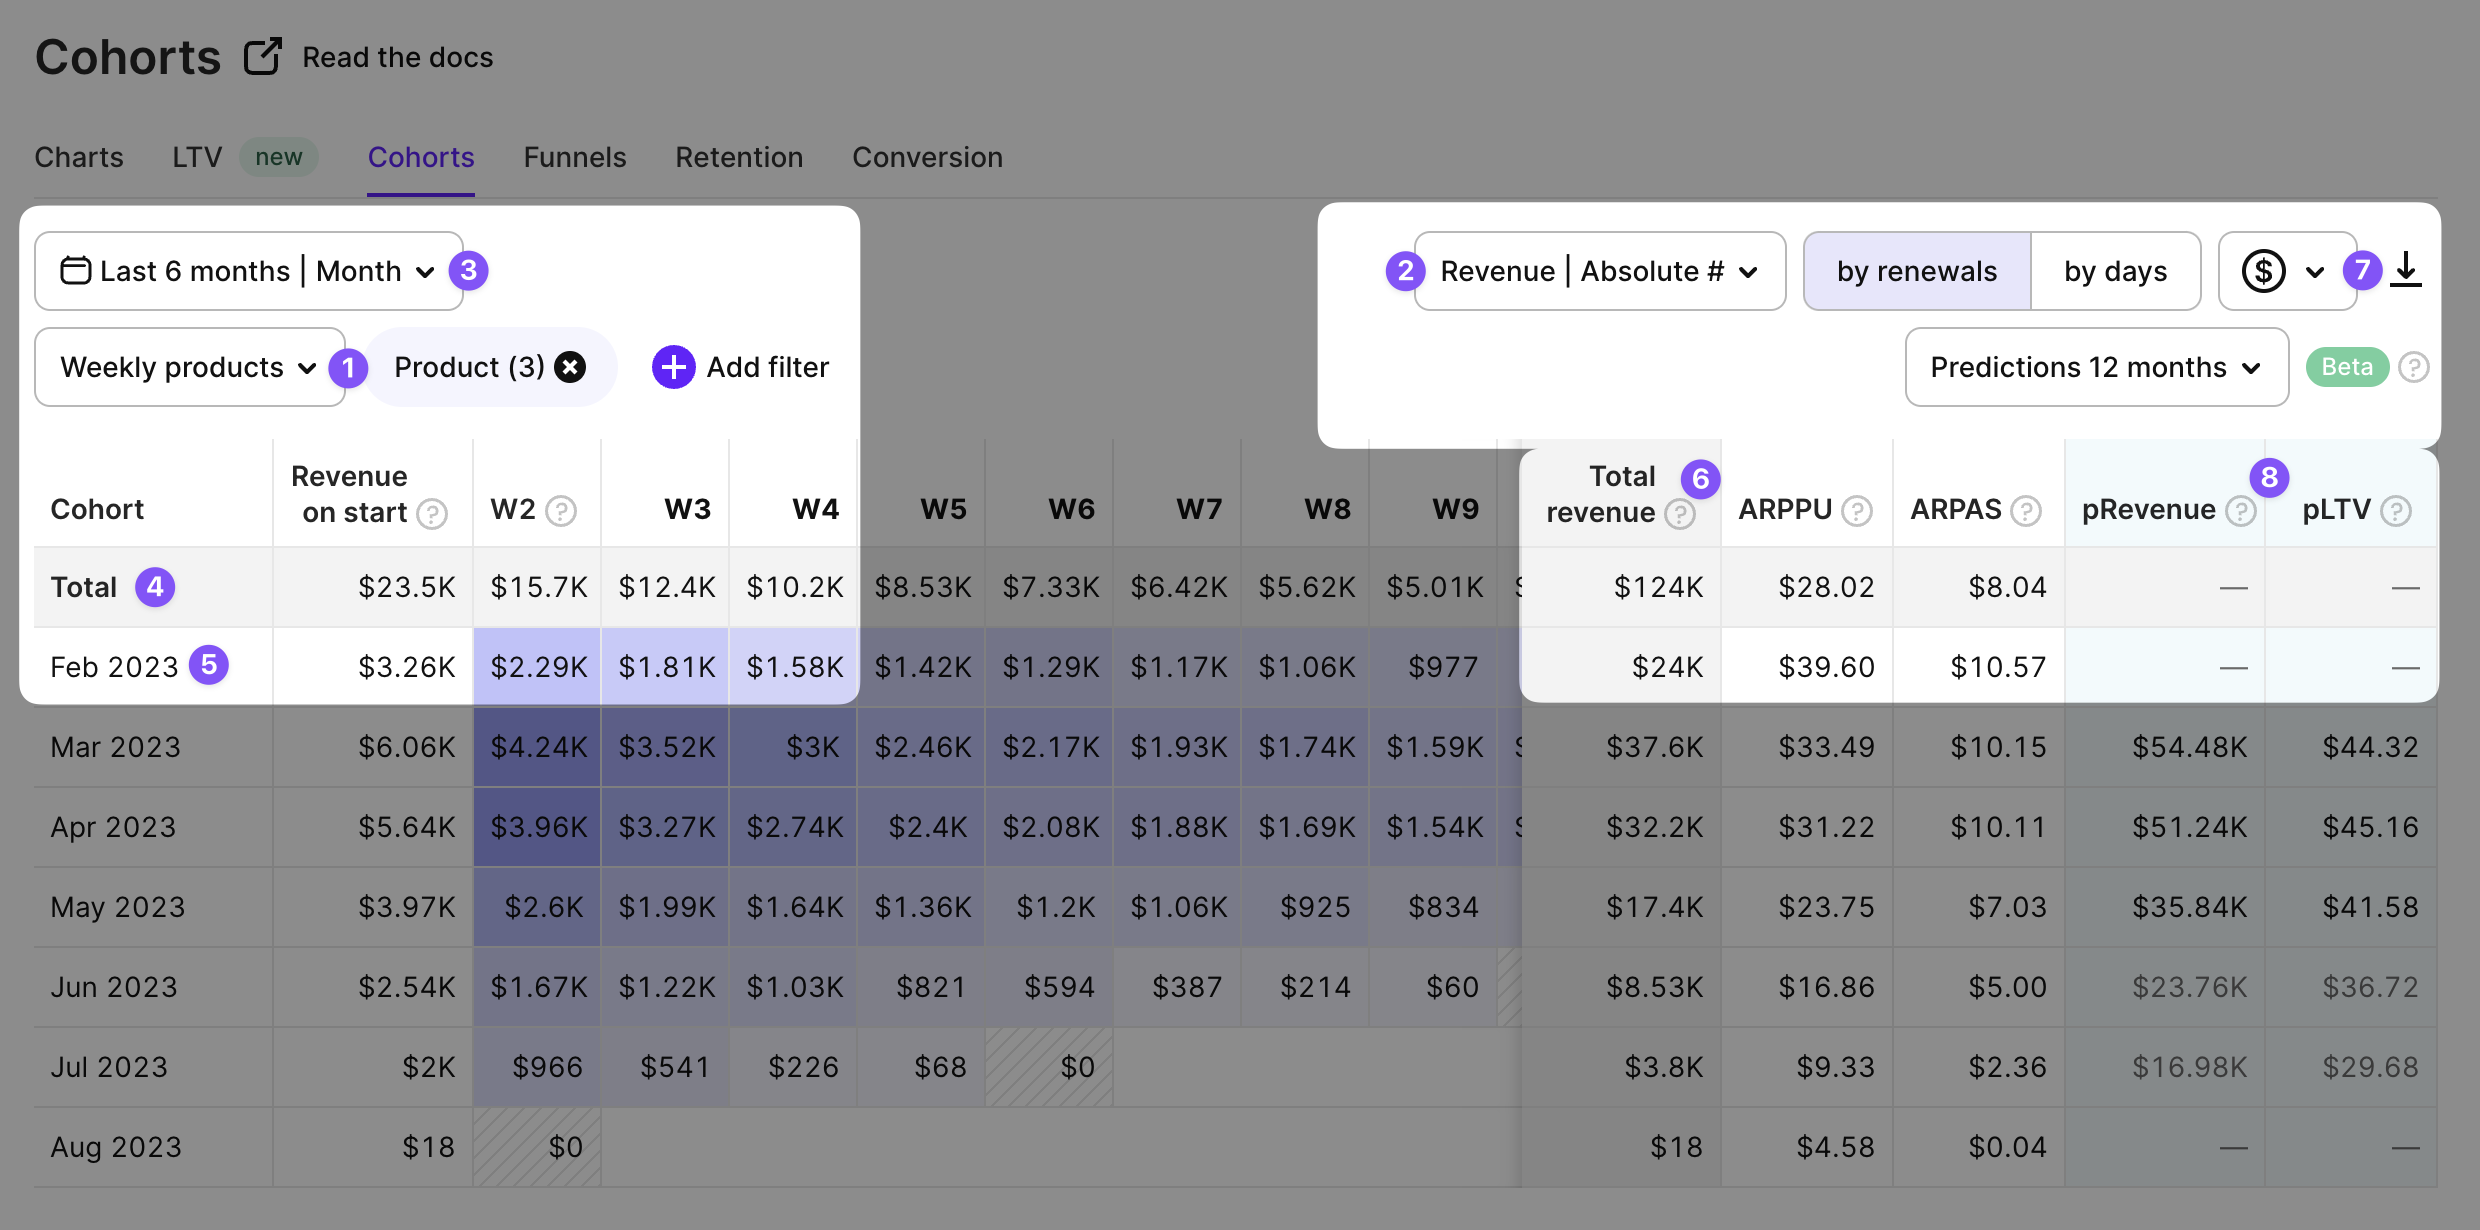 Cohorts Read the docs
Charts LTV new Cohorts Funnels Retention Conversion
Last 6 months | Month 3 2 Revenue | Absolute # by renewals by days $ 7
Weekly products 1 Product (3) Add filter Predictions 12 months Beta ?
Revenue Total 6 8
Cohort on start ? W2 ? W3 W4 W5 W6 W7 W8 W9 revenue ? ARPPU ? ARPAS ? pRevenue ? pLTV ?
Total 4 $23.5K $15.7K $12.4K $10.2K $8.53K $7.33K $6.42K $5.62K $5.01K $124K $28.02 $8.04 — —
Feb 2023 5 $3.26K $2.29K $1.81K $1.58K $1.42K $1.29K $1.17K $1.06K $977 $24K $39.60 $10.57 — —
Mar 2023 $6.06K $4.24K $3.52K $3K $2.46K $2.17K $1.93K $1.74K $1.59K $37.6K $33.49 $10.15 $54.48K $44.32
Apr 2023 $5.64K $3.96K $3.27K $2.74K $2.4K $2.08K $1.88K $1.69K $1.54K $32.2K $31.22 $10.11 $51.24K $45.16
May 2023 $3.97K $2.6K $1.99K $1.64K $1.36K $1.2K $1.06K $925 $834 $17.4K $23.75 $7.03 $35.84K $41.58
Jun 2023 $2.54K $1.67K $1.22K $1.03K $821 $594 $387 $214 $60 $8.53K $16.86 $5.00 $23.76K $36.72
Jul 2023 $2K $966 $541 $226 $68 $0 $3.8K $9.33 $2.36 $16.98K $29.68
Aug 2023 $18 $0 $18 $4.58 $0.04 — —